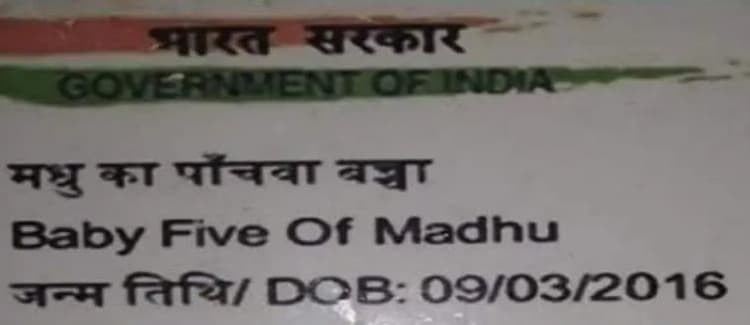 भारत सरकार
GOVERNMENT OF INDIA
मधु का पाँचवा बच्चा
Baby Five Of Madhu
जन्म तिथि/ DOB: 09/03/2016